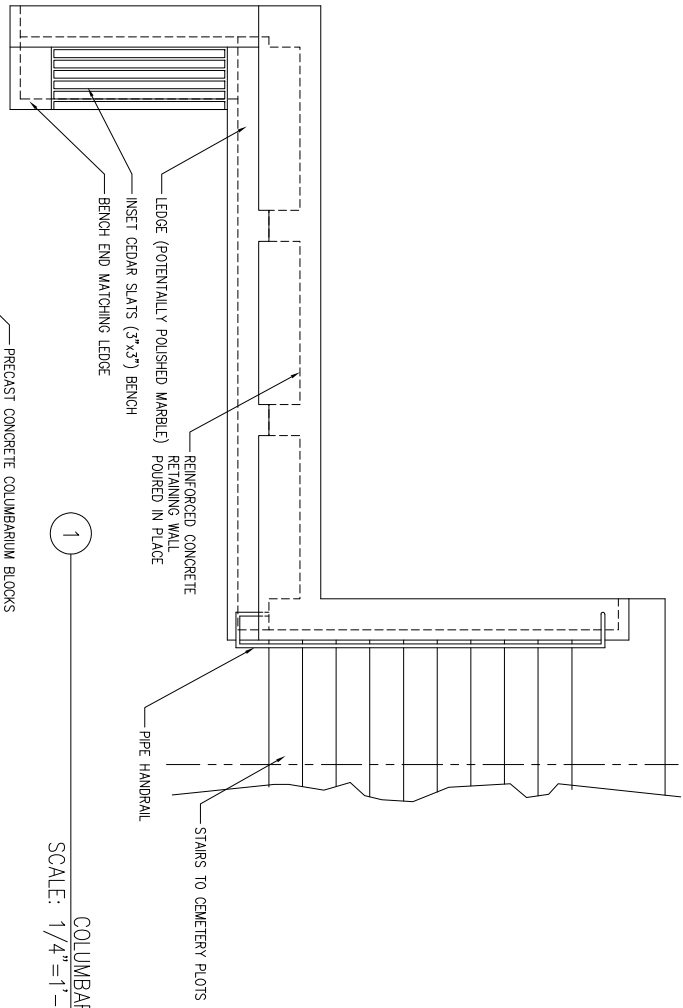 STAIRS TO CEMETERY PLOTS
PIPE HANDRAIL
REINFORCED CONCRETE
RETAINING WALL
POURED IN PLACE
LEDGE (POTENTAILLY POLISHED MARBLE)
INSET CEDAR SLATS (3"x3") BENCH
BENCH END MATCHING LEDGE
1
COLUMBAR
SCALE: 1/4"=1'-
PRECAST CONCRETE COLUMBARIUM BLOCKS